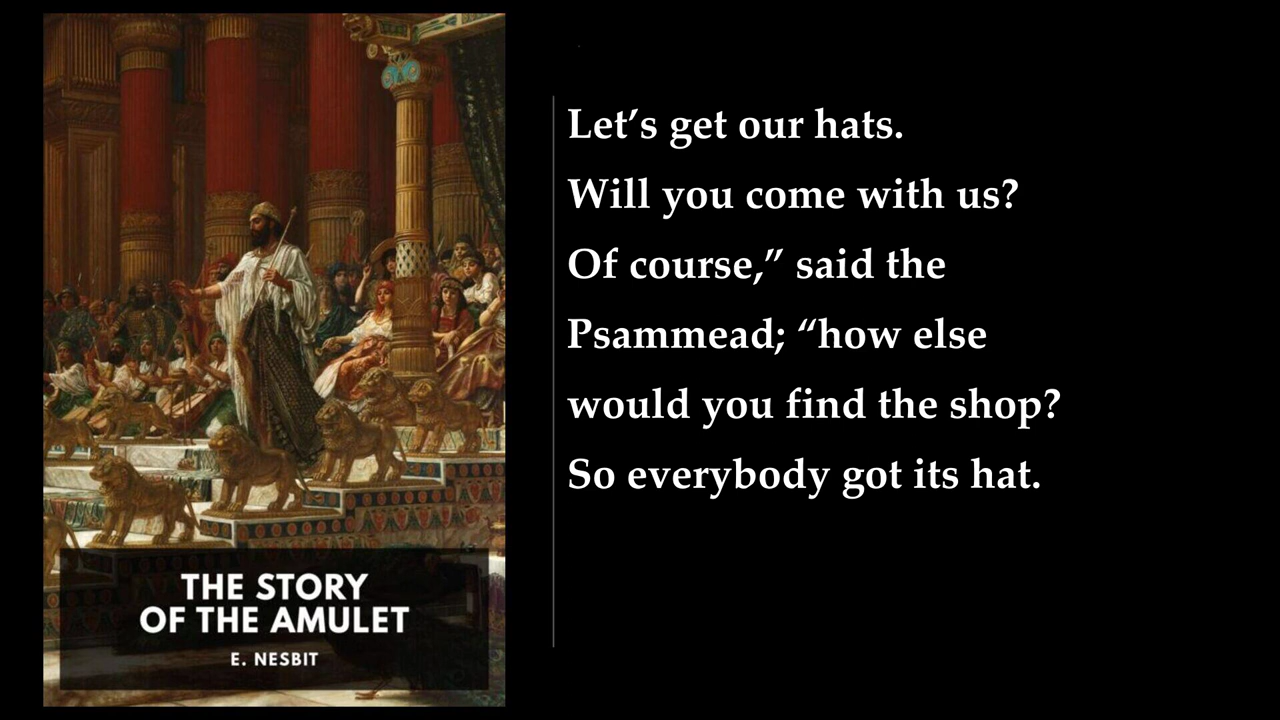 Let’s get our hats.
Will you come with us?
Of course,” said the
Psammead; “how else
would you find the shop?
So everybody got its hat.
THE STORY
OF THE AMULET
E. NESBIT